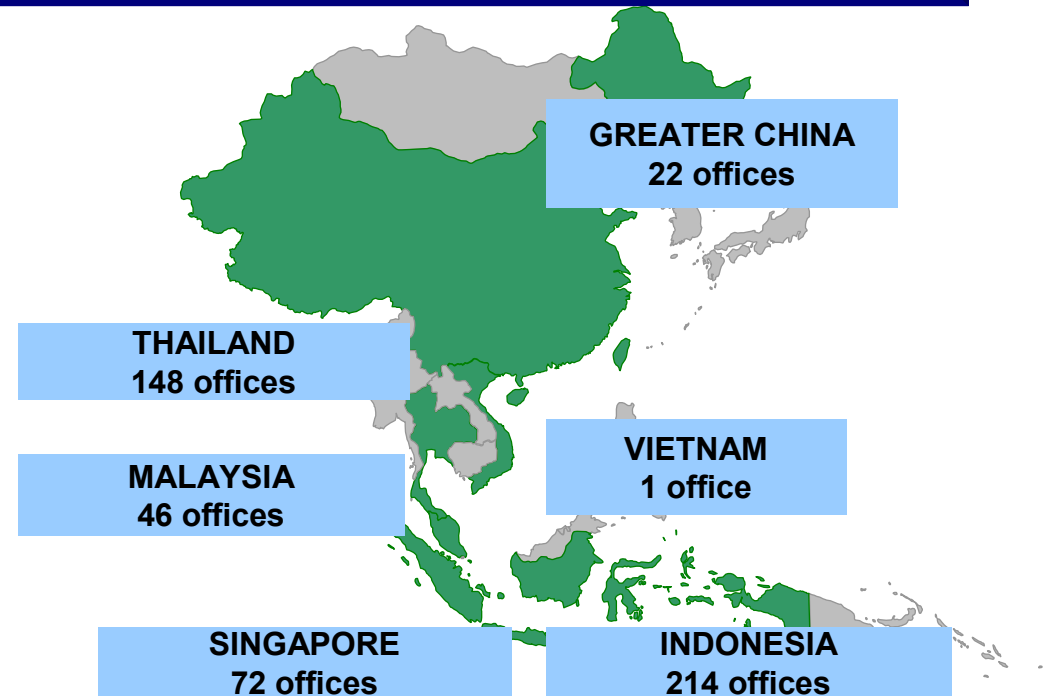 GREATER CHINA
22 offices
THAILAND
148 offices
VIETNAM
1 office
MALAYSIA
46 offices
SINGAPORE
72 offices
INDONESIA
214 offices